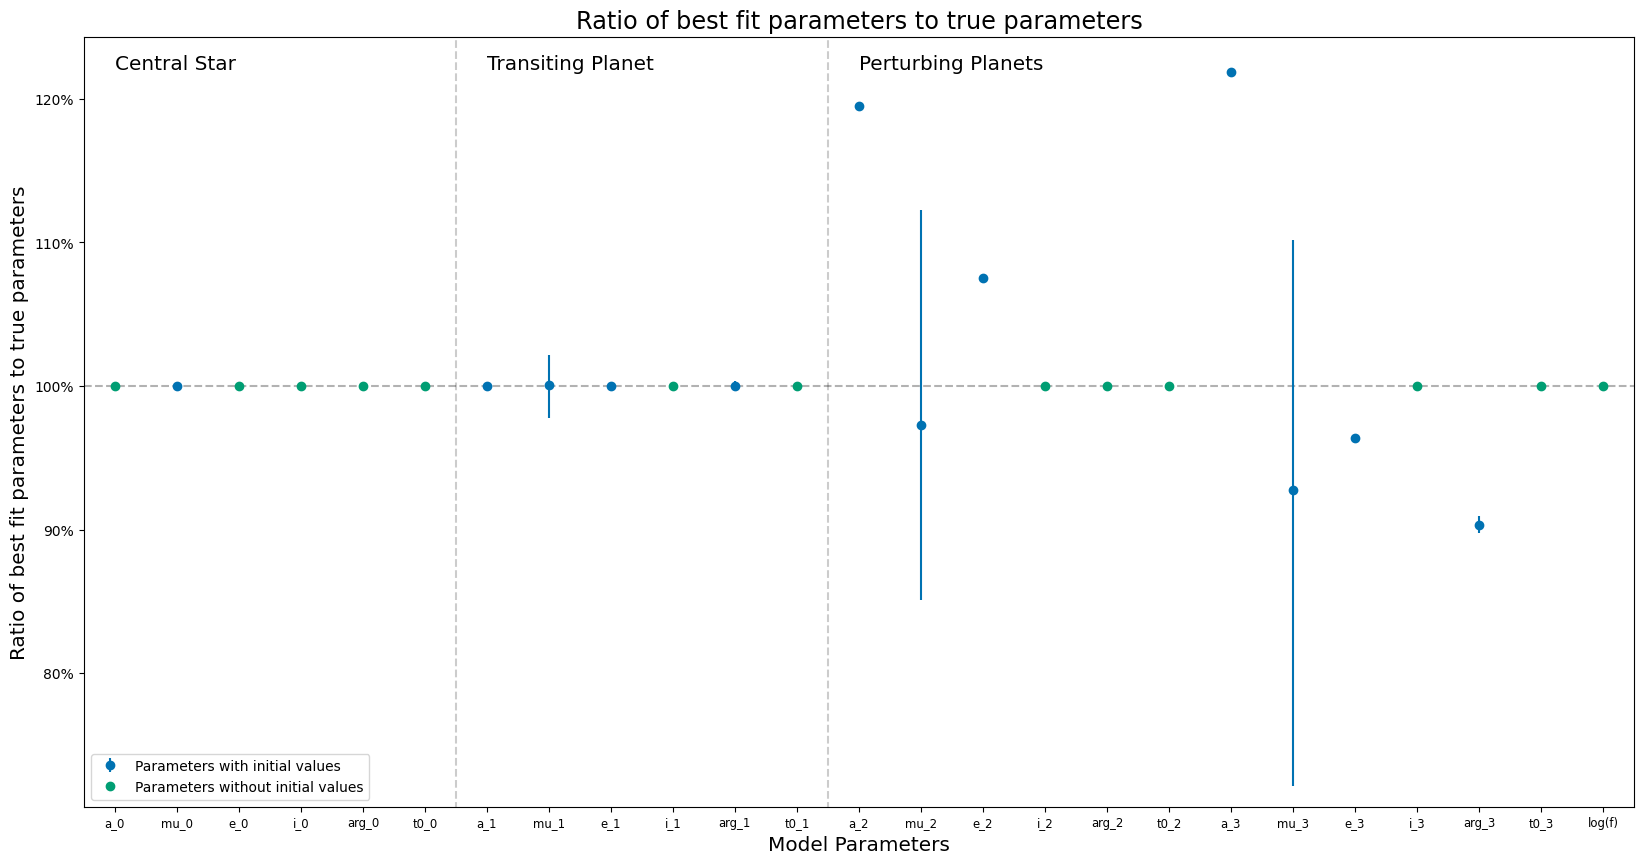 Ratio of best fit parameters to true parameters
Central Star
Transiting Planet
Perturbing Planets
Ratio of best fit parameters to true parameters
120%
110%
100%
90%
80%
Parameters with initial values
Parameters without initial values
a_0 mu_0 e_0 i_0 arg_0 t0_0 a_1 mu_1 e_1 i_1 arg_1 t0_1 a_2 mu_2 e_2 i_2 arg_2 t0_2 a_3 mu_3 e_3 i_3 arg_3 t0_3 log(f)
Model Parameters